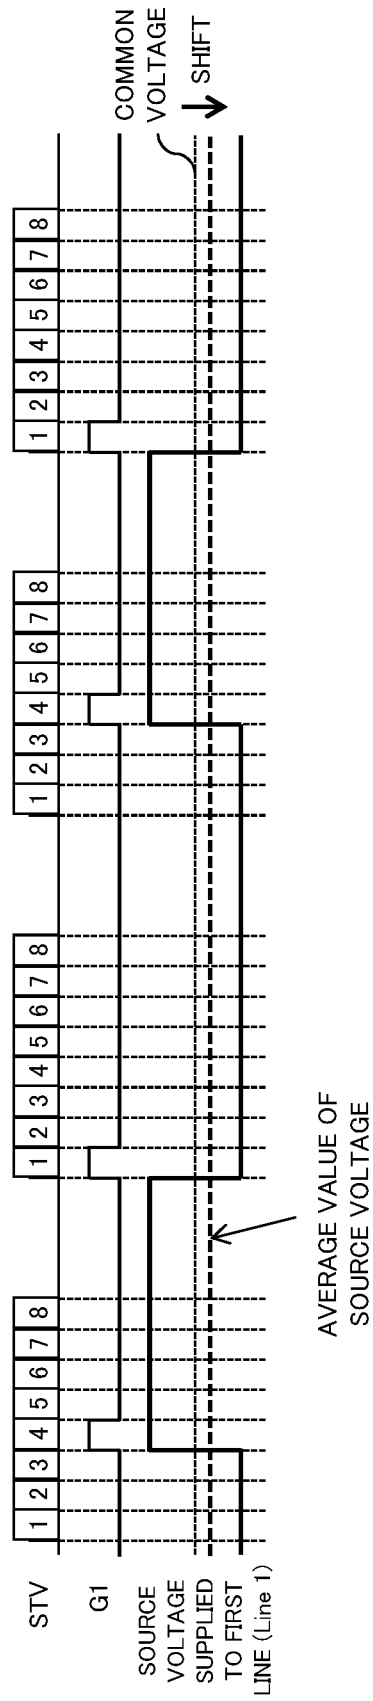 STV
1 2 3 4 5 6 7 8
1 2 3 4 5 6 7 8
1 2 3 4 5 6 7 8
1 2 3 4 5 6 7 8
G1
COMMON
VOLTAGE
SHIFT
SOURCE
VOLTAGE
SUPPLIED
TO FIRST
LINE (Line 1)
AVERAGE VALUE OF
SOURCE VOLTAGE